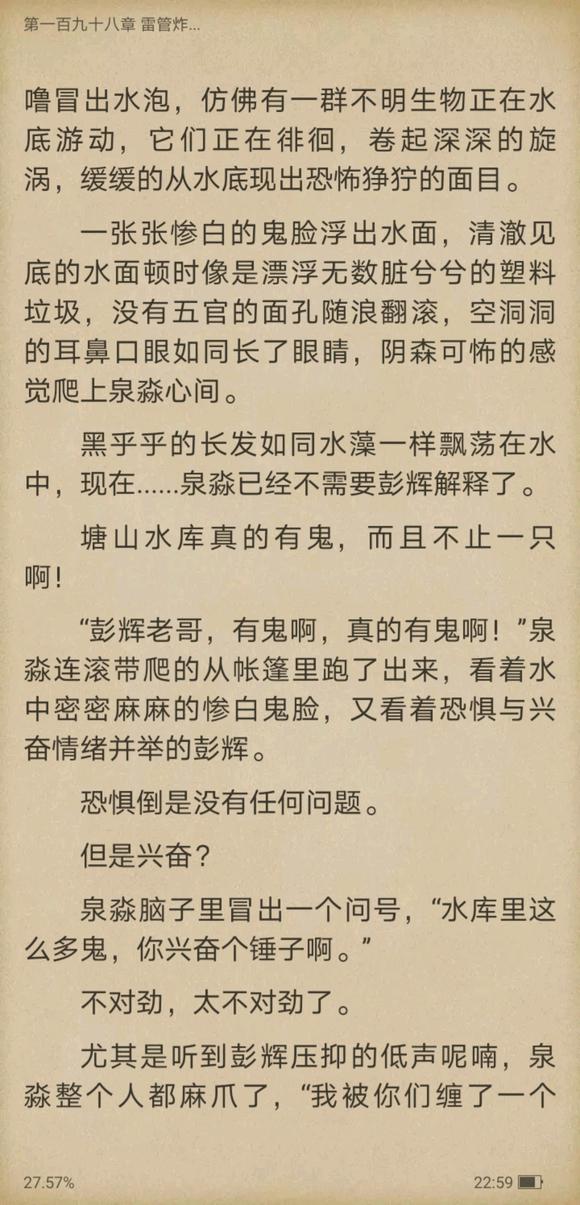 第一百九十八章 雷管炸...
噜冒出水泡，仿佛有一群不明生物正在水
底游动，它们正在徘徊，卷起深深的旋
涡，缓缓的从水底现出恐怖狰狞的面目。
一张张惨白的鬼脸浮出水面，清澈见
底的水面顿时像是漂浮无数脏兮兮的塑料
垃圾，没有五官的面孔随浪翻滚，空洞洞
的耳鼻口眼如同长了眼睛，阴森可怖的感
觉爬上泉淼心间。
黑乎乎的长发如同水藻一样飘荡在水
中，现在……泉淼已经不需要彭辉解释了。
塘山水库真的有鬼，而且不止一只
啊！
“彭辉老哥，有鬼啊，真的有鬼啊！”泉
淼连滚带爬的从帐篷里跑了出来，看着水
中密密麻麻的惨白鬼脸，又看着恐惧与兴
奋情绪并举的彭辉。
恐惧倒是没有任何问题。
但是兴奋？
泉淼脑子里冒出一个问号，“水库里这
么多鬼，你兴奋个锤子啊。”
不对劲，太不对劲了。
尤其是听到彭辉压抑的低声呢喃，泉
淼整个人都麻爪了，“我被你们缠了一个
27.57%
22:59